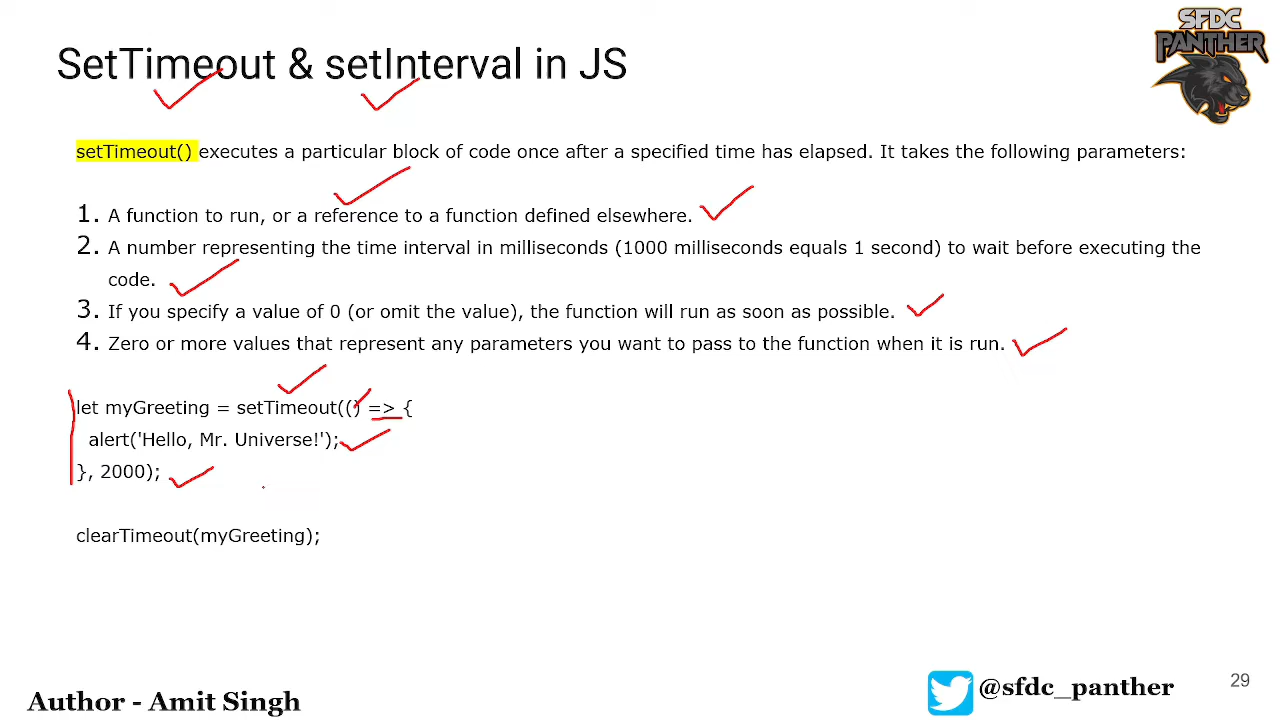 SFDC
PANTHER
SetTimeout & setInterval in JS
setTimeout() executes a particular block of code once after a specified time has elapsed. It takes the following parameters:
1. A function to run, or a reference to a function defined elsewhere.
2. A number representing the time interval in milliseconds (1000 milliseconds equals 1 second) to wait before executing the
code.
3. If you specify a value of 0 (or omit the value), the function will run as soon as possible.
4. Zero or more values that represent any parameters you want to pass to the function when it is run.
let myGreeting = setTimeout(() => {
alert('Hello, Mr. Universe!');
}, 2000);
clearTimeout(myGreeting);
Author - Amit Singh
@sfdc_panther
29